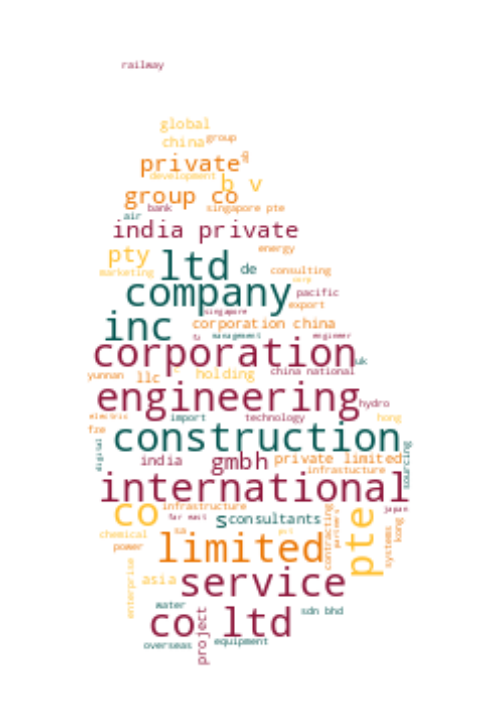 railway
global
china group
private
development
b v
group co
bank singapore pte
air
india private
energy
pty ltd de
marketing consulting
company
pacific
export
singapore
inc corporation china
management engineer
corporation uk
yunnan llc holding china national
engineering hydro
electric import technology hong
fze construction
digital
india gmbh private limited
infrastucture sourcing
international
co infrastructure
far east s consultants pte japan
chemical sa contracting partners systems kong
power limited
enterprise asia service
water sdn bhd
co ltd
project
overseas equipment